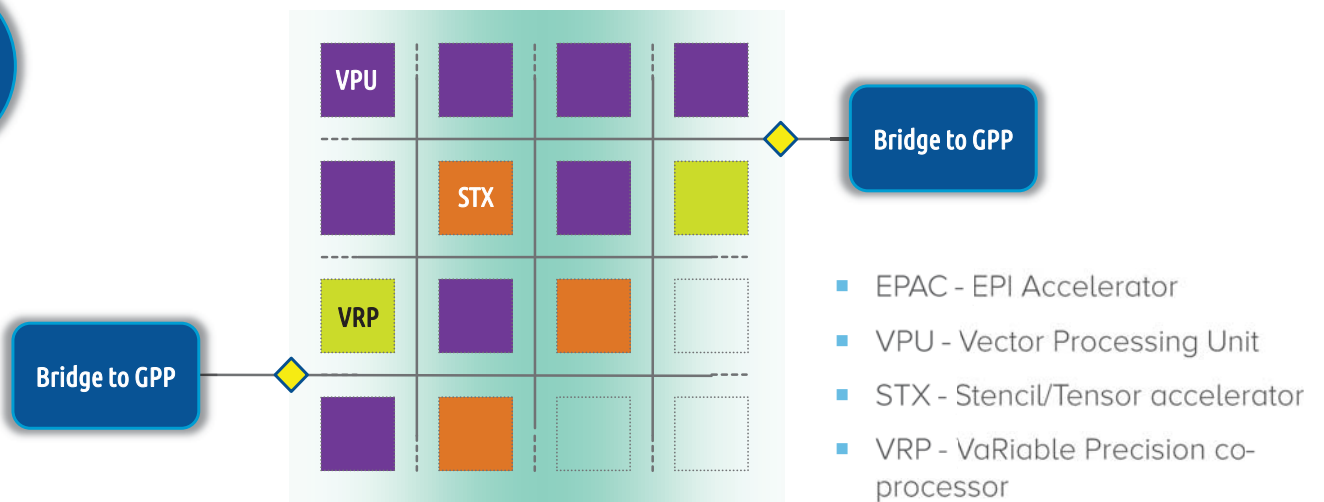 VPU
Bridge to GPP
STX
VRP
Bridge to GPP
EPAC - EPI Accelerator
VPU - Vector Processing Unit
STX - Stencil/Tensor accelerator
VRP - VaRiable Precision co-
processor